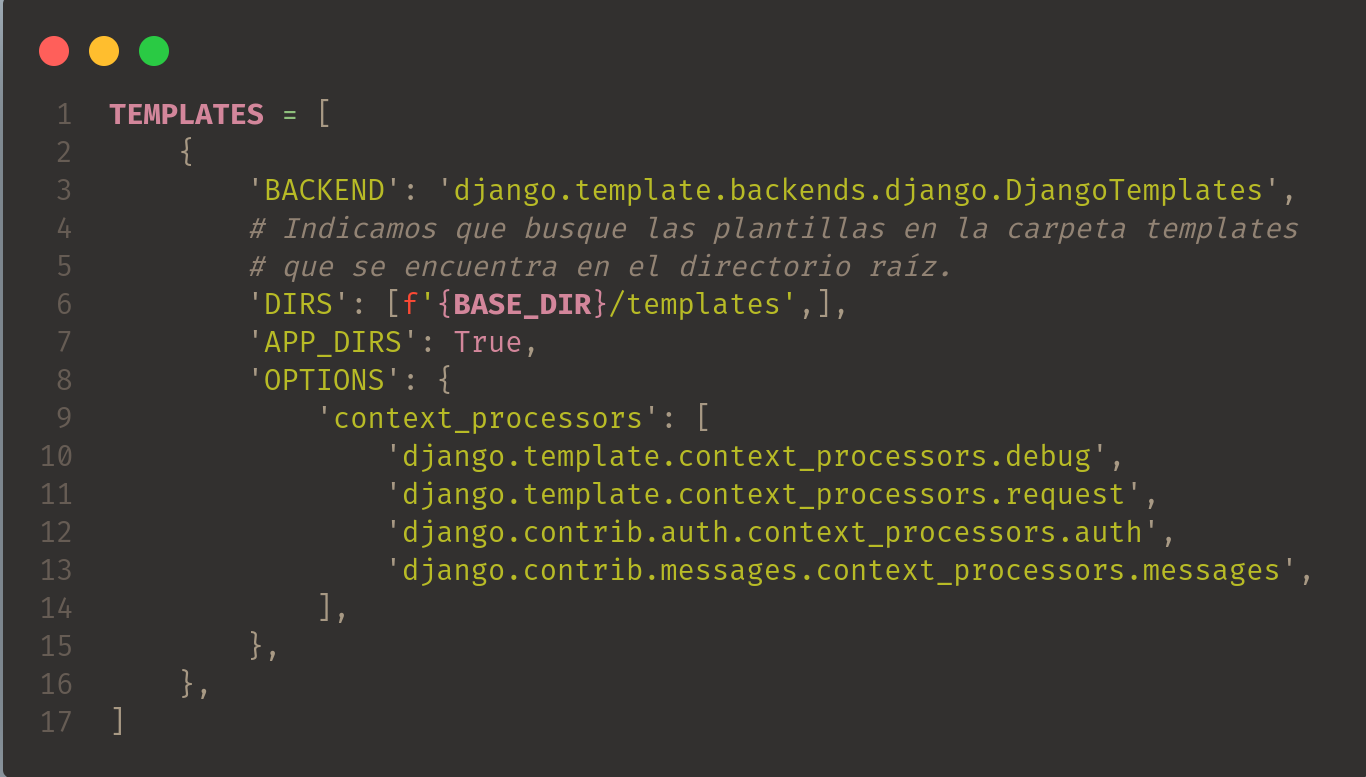 1 TEMPLATES = [
2     {
3         'BACKEND': 'django.template.backends.django.DjangoTemplates',
4         # Indicamos que busque las plantillas en la carpeta templates
5         # que se encuentra en el directorio raíz.
6         'DIRS': [f'{BASE_DIR}/templates',],
7         'APP_DIRS': True,
8         'OPTIONS': {
9             'context_processors': [
10                 'django.template.context_processors.debug',
11                 'django.template.context_processors.request',
12                 'django.contrib.auth.context_processors.auth',
13                 'django.contrib.messages.context_processors.messages',
14             ],
15         },
16     },
17 ]